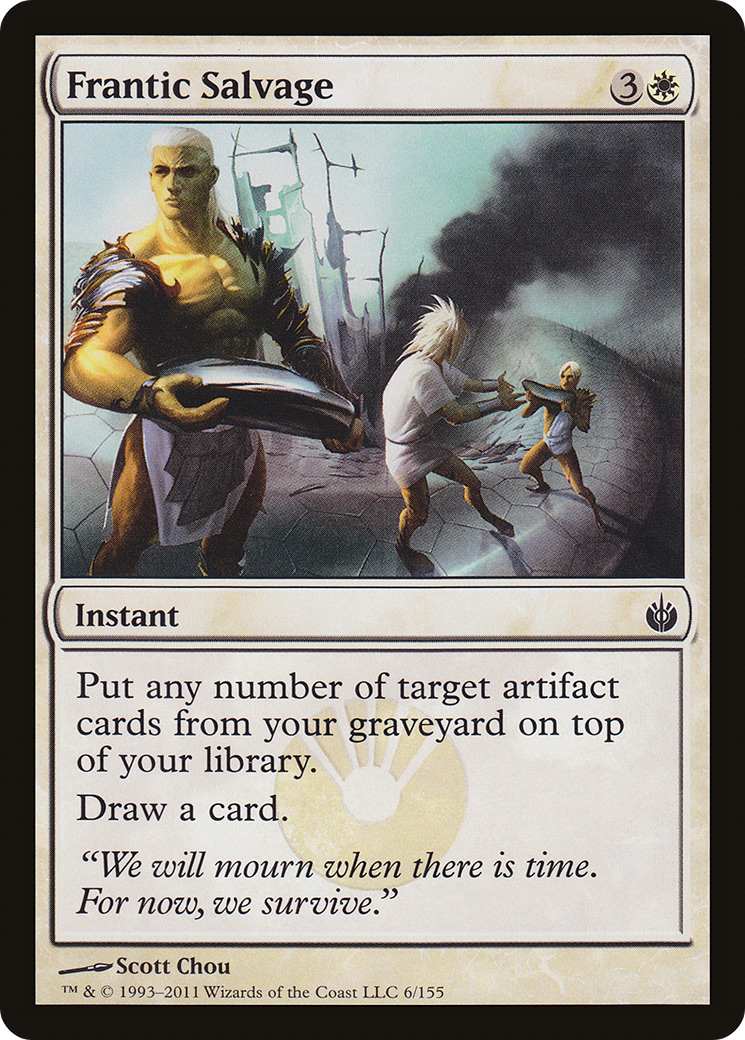 Frantic Salvage 3
Instant
Put any number of target artifact
cards from your graveyard on top
of your library.
Draw a card.
“We will mourn when there is time.
For now, we survive.”
Scott Chou
™ & © 1993–2011 Wizards of the Coast LLC 6/155